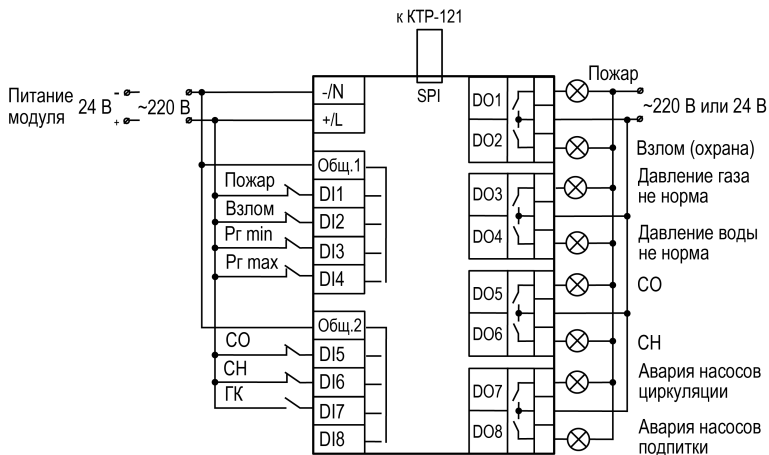 к КТР-121
SPI
Питание
модуля
24 В
-
+
~220 В
-/N
+/L
Общ.1
Пожар
DI1
Взлом
DI2
Рг min
DI3
Рг max
DI4
Общ.2
СО
DI5
СН
DI6
ГК
DI7
DI8
DO1
DO2
DO3
DO4
DO5
DO6
DO7
DO8
Пожар
~220 В или 24 В
Взлом (охрана)
Давление газа
не норма
Давление воды
не норма
СО
СН
Авария насосов
циркуляции
Авария насосов
подпитки